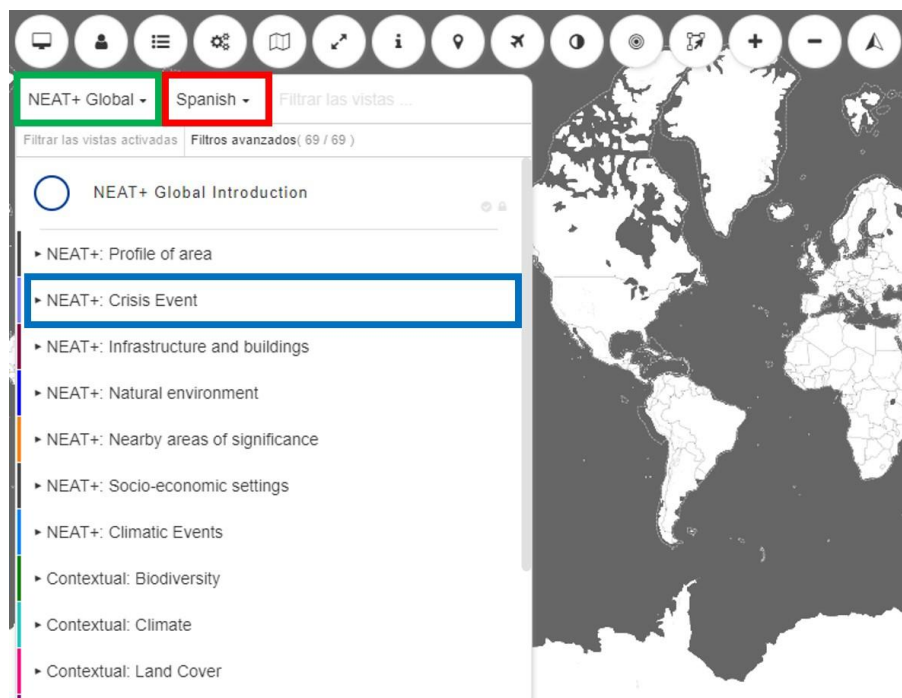 NEAT+ Global
Spanish
Filtrar las vistas ...
Filtrar las vistas activadas
Filtros avanzados( 69 / 69 )
NEAT+ Global Introduction
NEAT+: Profile of area
NEAT+: Crisis Event
NEAT+: Infrastructure and buildings
NEAT+: Natural environment
NEAT+: Nearby areas of significance
NEAT+: Socio-economic settings
NEAT+: Climatic Events
Contextual: Biodiversity
Contextual: Climate
Contextual: Land Cover